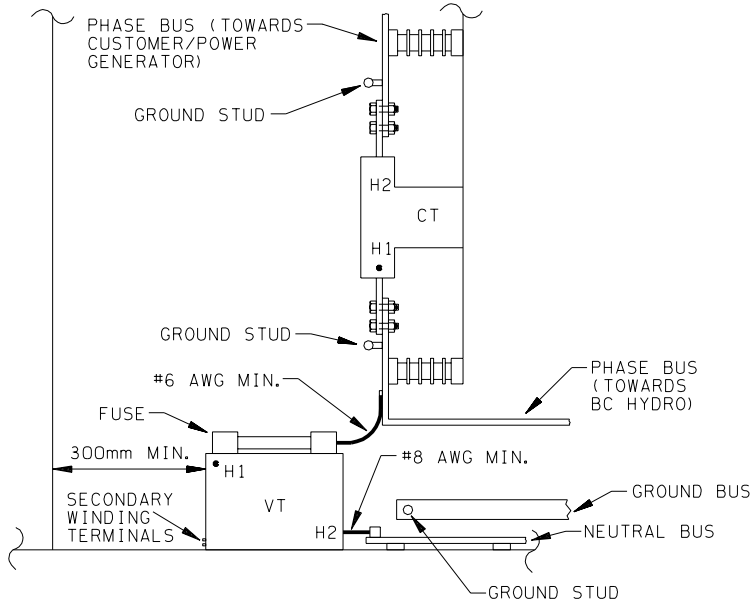 PHASE BUS (TOWARDS
CUSTOMER/POWER
GENERATOR)
GROUND STUD
H2
CT
H1
GROUND STUD
#6 AWG MIN.
PHASE BUS
(TOWARDS
BC HYDRO)
FUSE
300mm MIN.
H1
#8 AWG MIN.
SECONDARY
WINDING
TERMINALS
VT
H2
GROUND BUS
NEUTRAL BUS
GROUND STUD